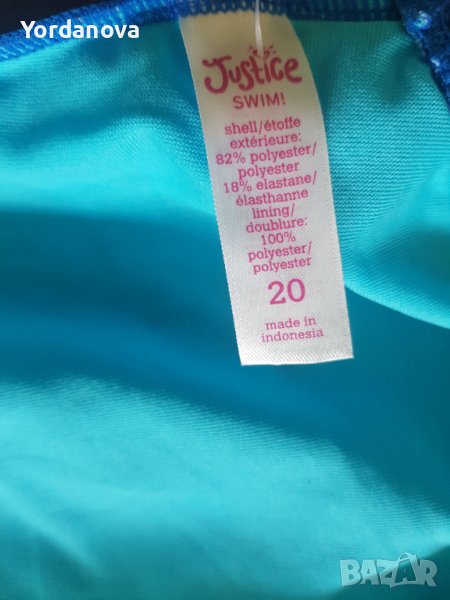 Yordanova
Justice
SWIM!
shell/étoffe
extérieure:
82% polyester/
polyester
18% elastane/
élasthanne
lining/
doublure:
100%
polyester/
polyester
20
made in
indonesia
BAZAR